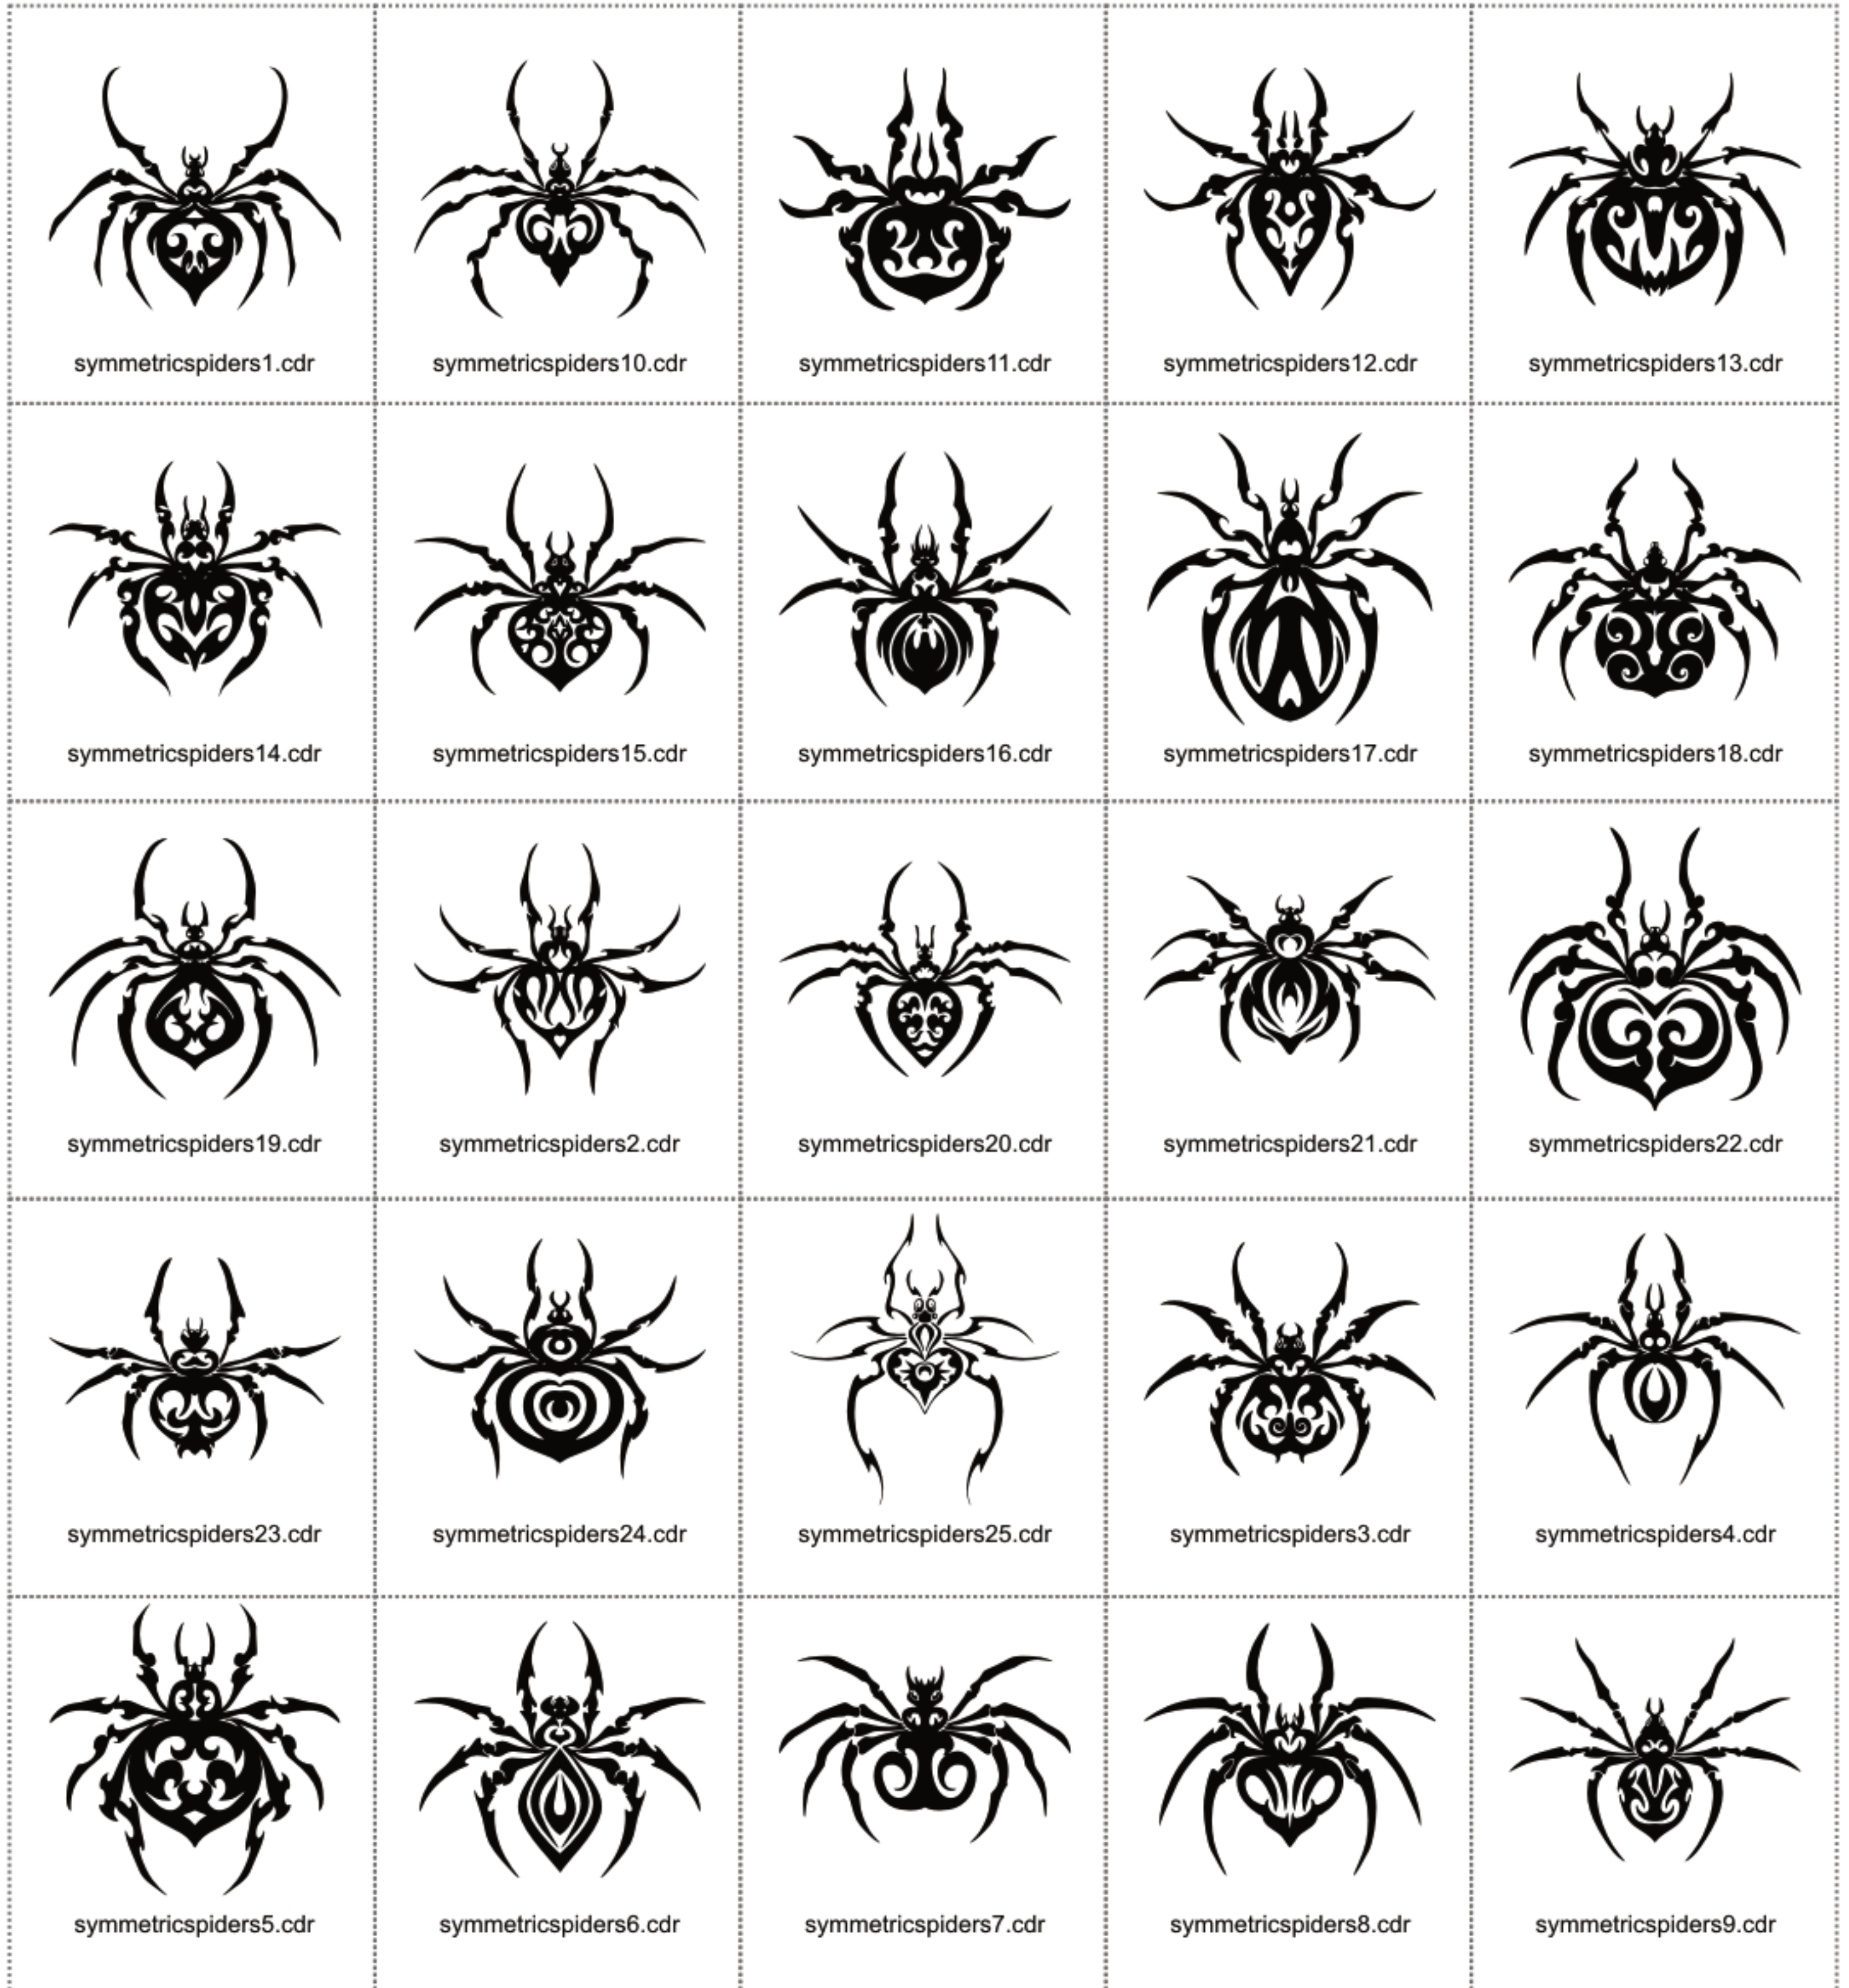 symmetricspiders1.cdr
symmetricspiders10.cdr
symmetricspiders11.cdr
symmetricspiders12.cdr
symmetricspiders13.cdr
symmetricspiders14.cdr
symmetricspiders15.cdr
symmetricspiders16.cdr
symmetricspiders17.cdr
symmetricspiders18.cdr
symmetricspiders19.cdr
symmetricspiders2.cdr
symmetricspiders20.cdr
symmetricspiders21.cdr
symmetricspiders22.cdr
symmetricspiders23.cdr
symmetricspiders24.cdr
symmetricspiders25.cdr
symmetricspiders3.cdr
symmetricspiders4.cdr
symmetricspiders5.cdr
symmetricspiders6.cdr
symmetricspiders7.cdr
symmetricspiders8.cdr
symmetricspiders9.cdr